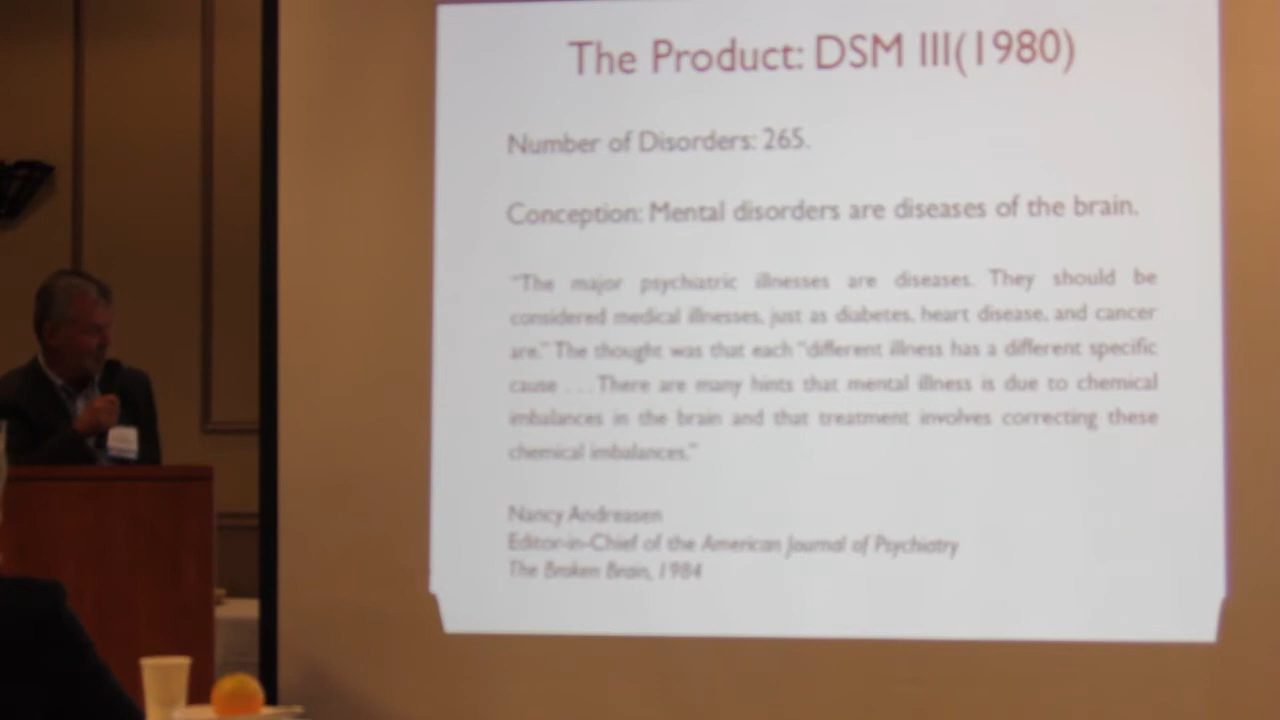 The Product: DSM III(1980)
Number of Disorders: 265.
Conception: Mental disorders are diseases of the brain.
"The major psychiatric illnesses are diseases. They should be
considered medical illnesses, just as diabetes, heart disease, and cancer
are." The thought was that each "different illness has a different specific
cause . . . There are many hints that mental illness is due to chemical
imbalances in the brain and that treatment involves correcting these
chemical imbalances."
Nancy Andreasen
Editor-in-Chief of the American Journal of Psychiatry
The Broken Brain, 1984